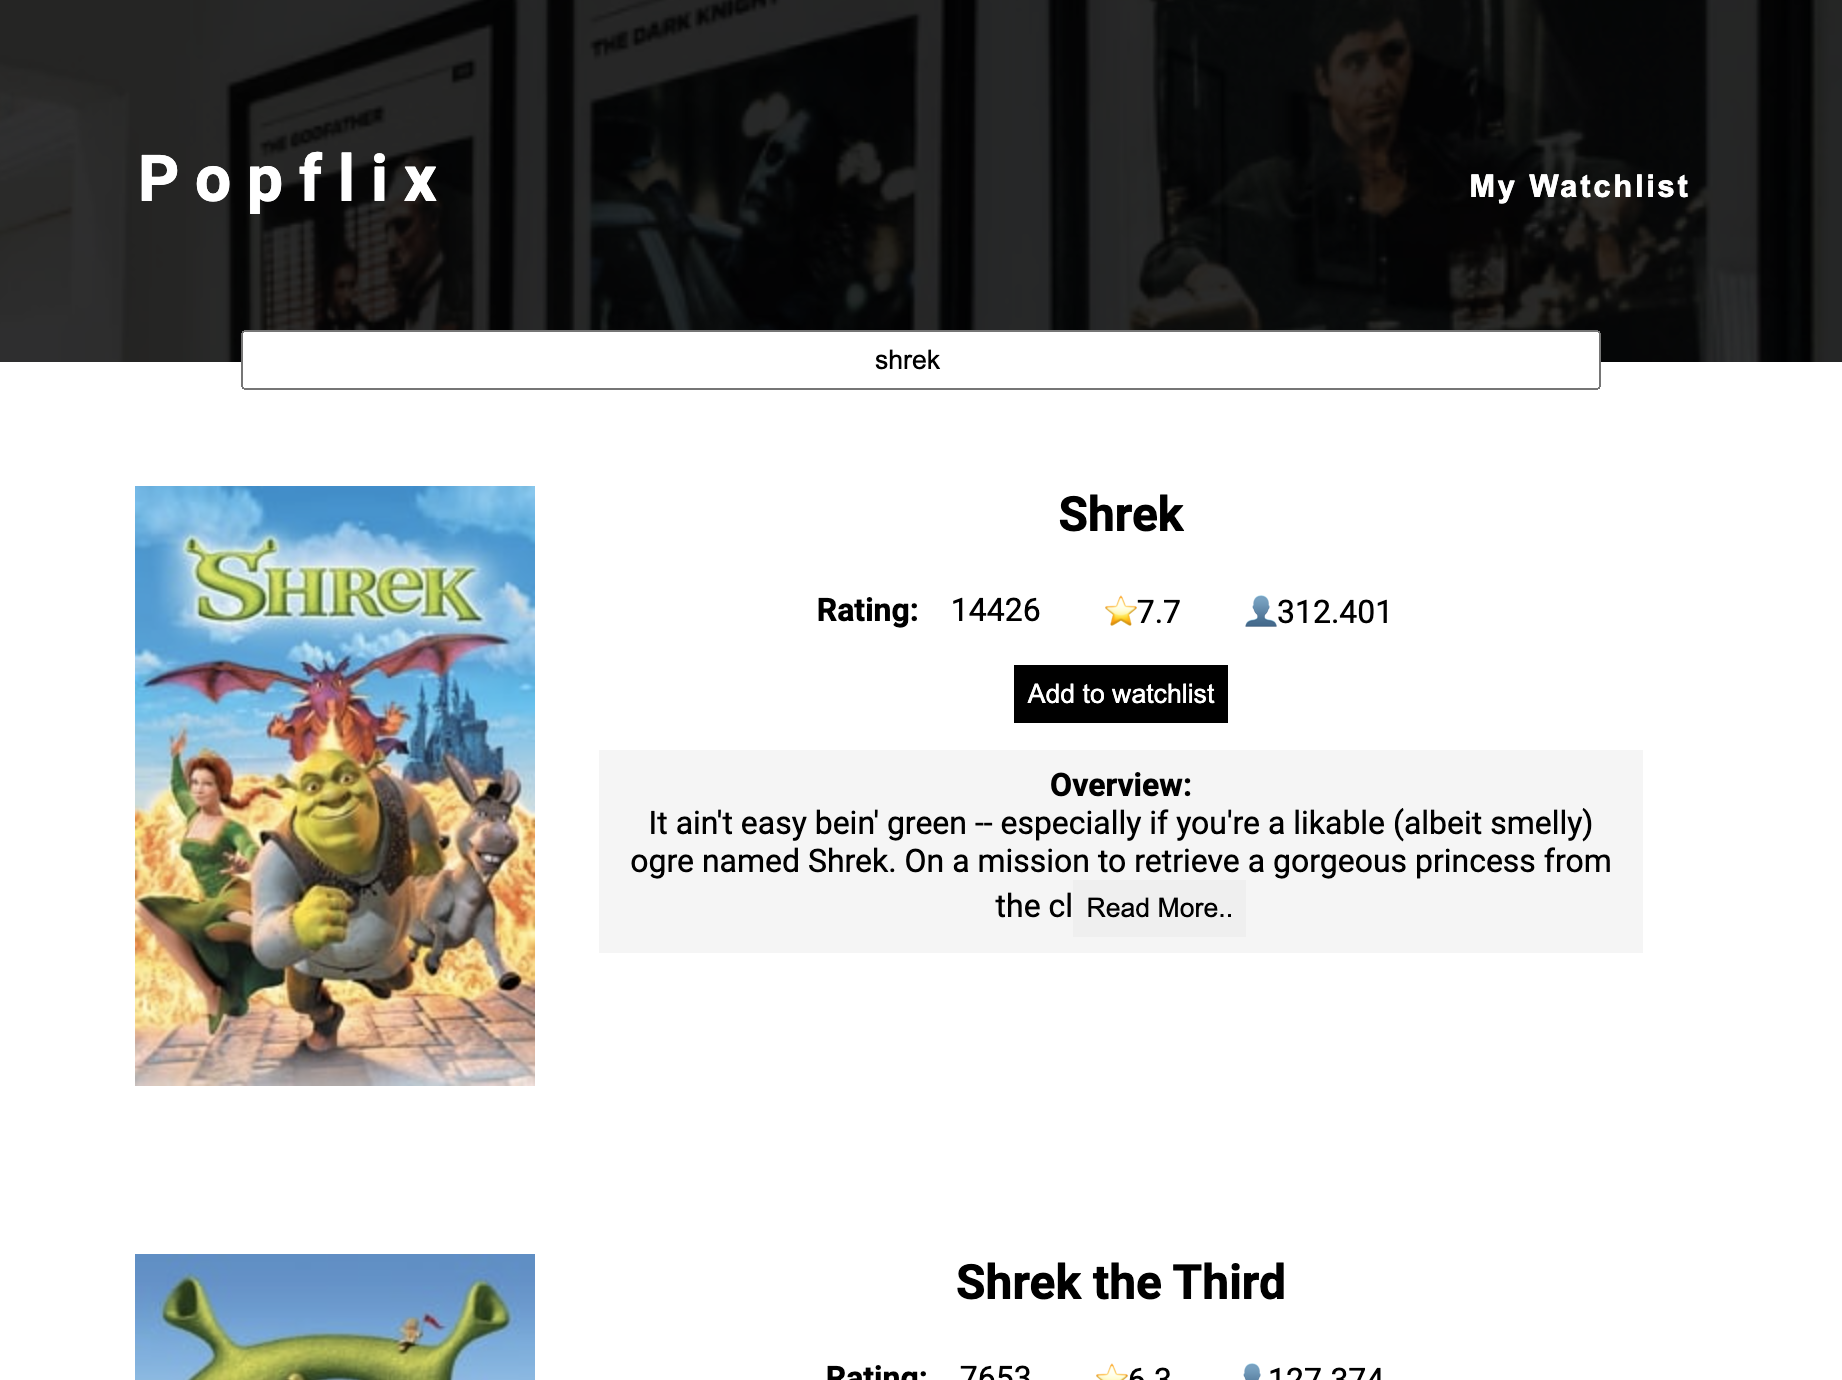 THE DARK KNIGHT
THE GODFATHER
Popflix
My Watchlist
shrek
SHREK
Shrek
Rating: 14426 ⭐7.7 👤312.401
Add to watchlist
Overview:
It ain't easy bein' green -- especially if you're a likable (albeit smelly)
ogre named Shrek. On a mission to retrieve a gorgeous princess from
the cl Read More..
Shrek the Third
Rating: 7653 ⭐6.3 👤127.374